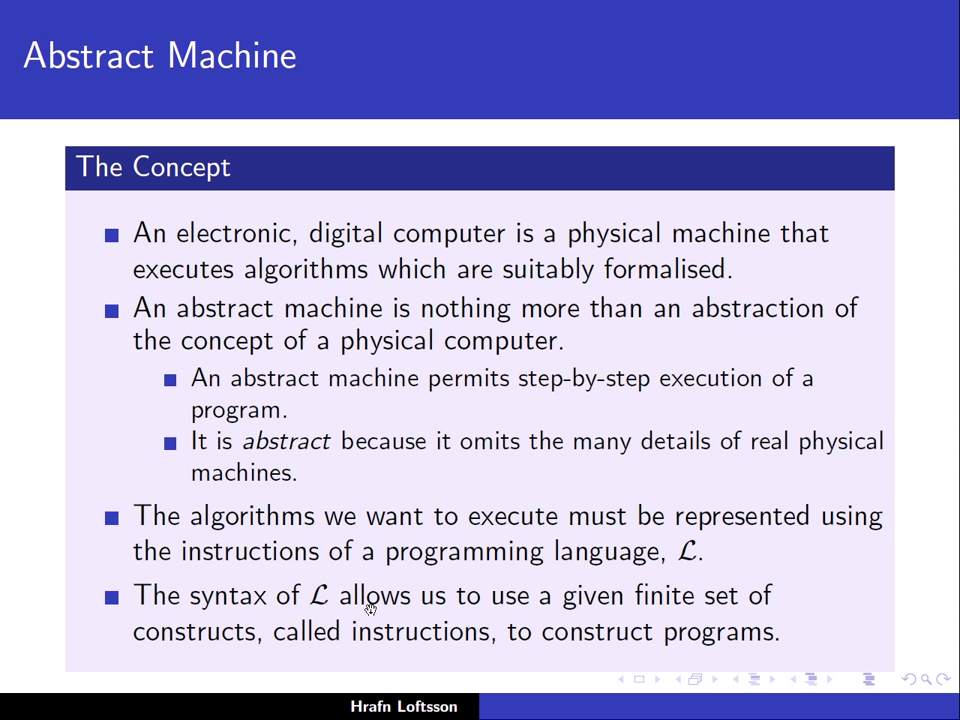 Abstract Machine
The Concept
An electronic, digital computer is a physical machine that
executes algorithms which are suitably formalised.
An abstract machine is nothing more than an abstraction of
the concept of a physical computer.
An abstract machine permits step-by-step execution of a
program.
It is abstract because it omits the many details of real physical
machines.
The algorithms we want to execute must be represented using
the instructions of a programming language, ℒ.
The syntax of ℒ allows us to use a given finite set of
constructs, called instructions, to construct programs.
Hrafn Loftsson